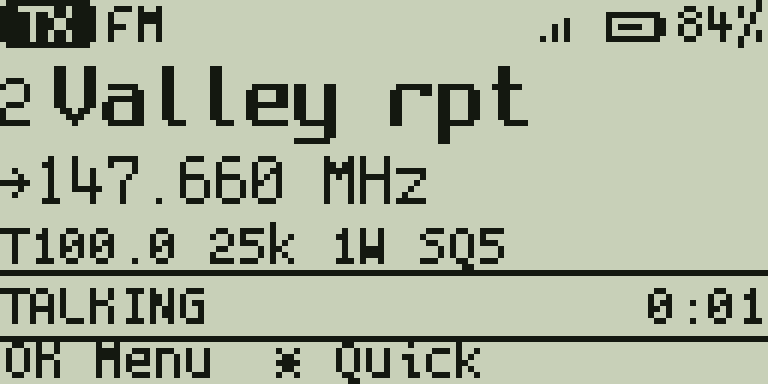 TX FM 84%
2 Valley rpt
→147.660 MHz
T100.0 25k 1W SQ5
TALKING 0:01
OK Menu * Quick